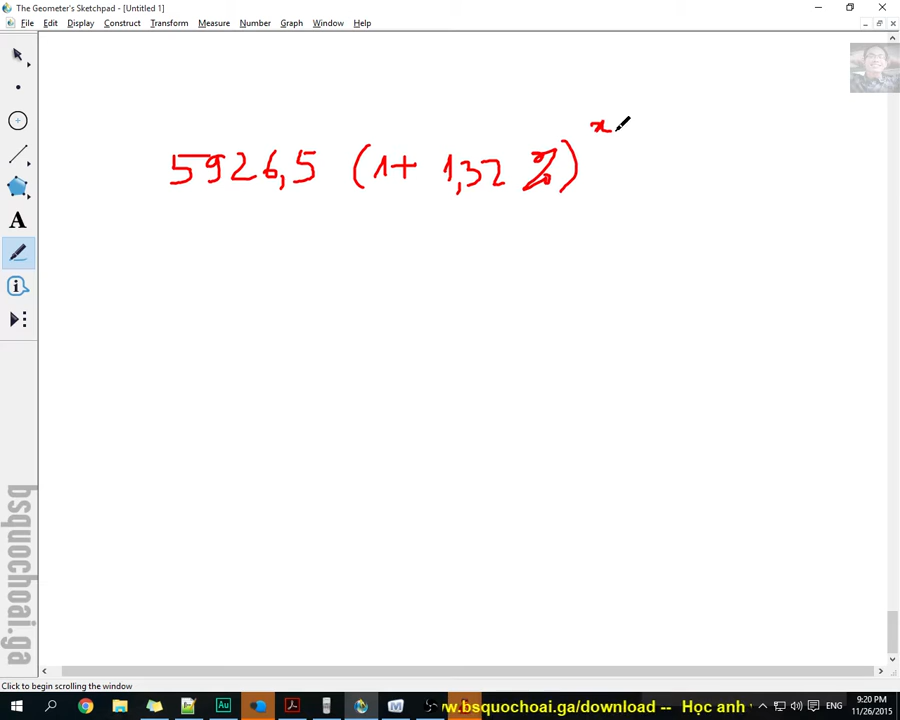 The Geometer's Sketchpad - [Untitled 1]
File Edit Display Construct Transform Measure Number Graph Window Help
5926,5 (1+ 1,32 %)^x
A
bsquochoai.ga
Click to begin scrolling the window
ww.bsquochoai.ga/download -- Học anh
ENG
9:20 PM
11/26/2015